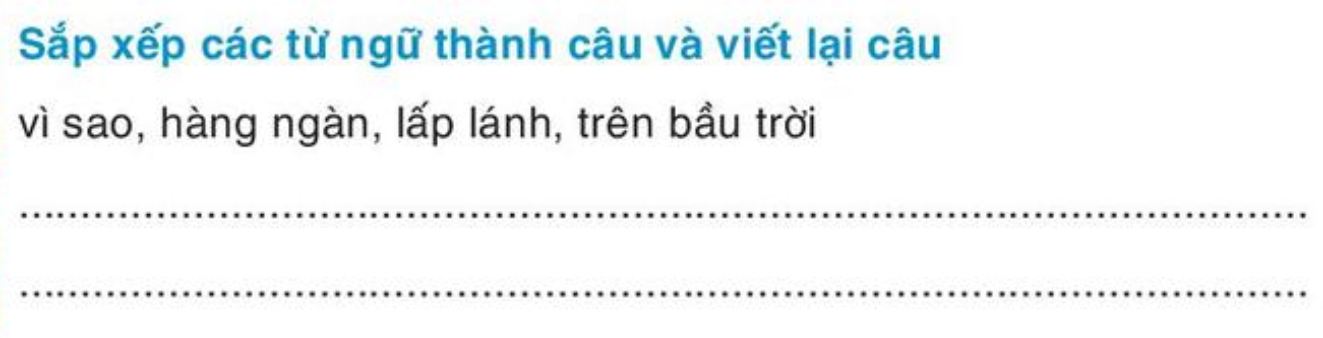 Sắp xếp các từ ngữ thành câu và viết lại câu
vì sao, hàng ngàn, lấp lánh, trên bầu trời